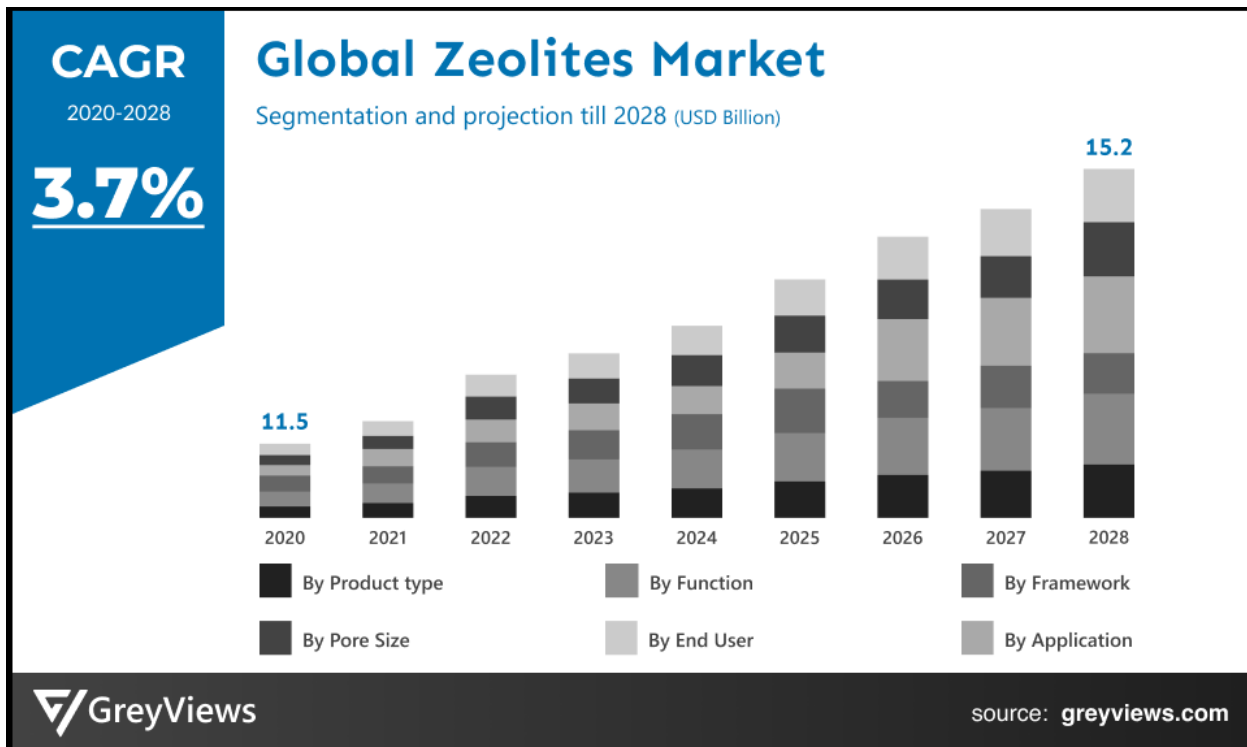 CAGR
2020-2028
3.7%
Global Zeolites Market
Segmentation and projection till 2028 (USD Billion)
11.5
15.2
2020 2021 2022 2023 2024 2025 2026 2027 2028
By Product type By Function By Framework
By Pore Size By End User By Application
GreyViews
source: greyviews.com